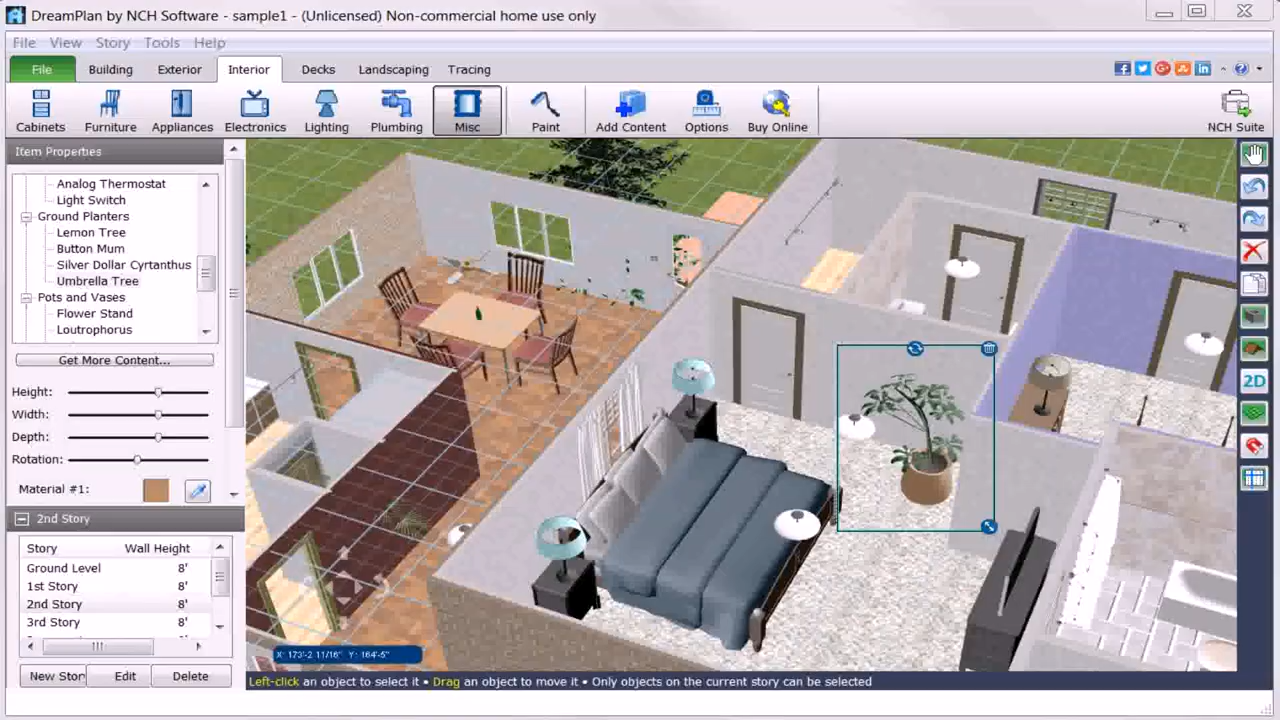 DreamPlan by NCH Software - sample1 - (Unlicensed) Non-commercial home use only
File View Story Tools Help
File Building Exterior Interior Decks Landscaping Tracing
Cabinets Furniture Appliances Electronics Lighting Plumbing Misc Paint Add Content Options Buy Online NCH Suite
Item Properties
Analog Thermostat
Light Switch
Ground Planters
Lemon Tree
Button Mum
Silver Dollar Cyrtanthus
Umbrella Tree
Pots and Vases
Flower Stand
Loutrophorus
Get More Content...
Height:
Width:
Depth:
Rotation:
Material #1:
2nd Story
Story Wall Height
Ground Level 8'
1st Story 8'
2nd Story 8'
3rd Story 8'
New Stor Edit Delete
2D
X: 173'-2 11/16" Y: 164'-5"
Left-click an object to select it • Drag an object to move it • Only objects on the current story can be selected